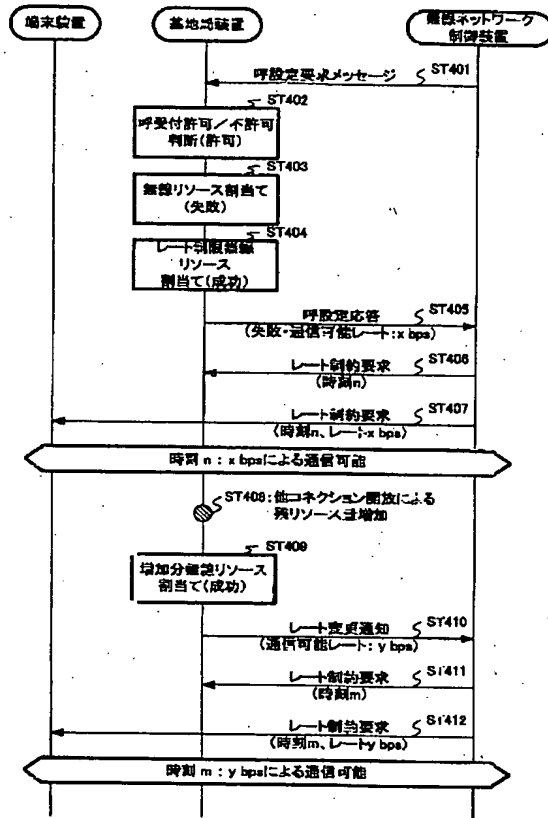 端末装置
基地局装置
無線ネットワーク
制御装置
呼設定要求メッセージ
ST401
ST402
呼受付許可/不許可
判断(許可)
ST403
無線リソース割当て
(失敗)
ST404
レート制限無線
リソース
割当て(成功)
呼設定応答
ST405
(失敗・通信可能レート:x bps)
レート制約要求
ST406
(時刻n)
レート制約要求
ST407
(時刻n、レートx bps)
時刻 n : x bpsによる通信可能
ST408:他コネクション開放による
残リソース量増加
ST409
増加分無線リソース
割当て(成功)
レート変更通知
ST410
(通信可能レート: y bps)
レート制約要求
ST411
(時刻m)
レート制約要求
ST412
(時刻m、レートy bps)
時刻 m : y bpsによる通信可能